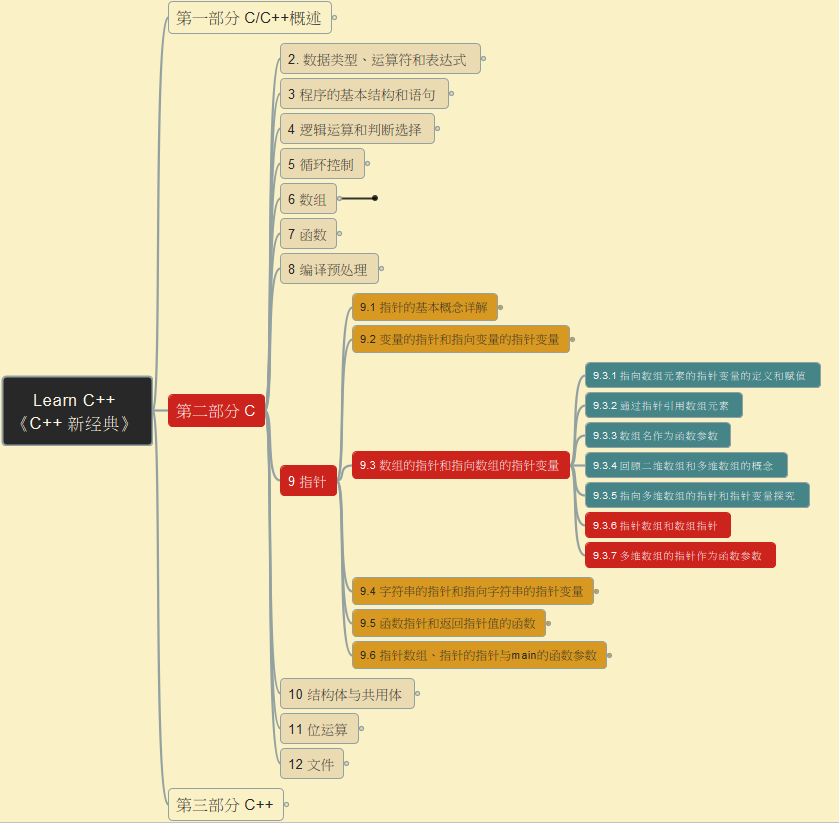 第一部分 C/C++概述
2. 数据类型、运算符和表达式
3 程序的基本结构和语句
4 逻辑运算和判断选择
5 循环控制
6 数组
7 函数
8 编译预处理
9.1 指针的基本概念详解
9.2 变量的指针和指向变量的指针变量
9.3.1 指向数组元素的指针变量的定义和赋值
9.3.2 通过指针引用数组元素
Learn C++
《C++ 新经典》
第二部分 C
9.3.3 数组名作为函数参数
9 指针
9.3 数组的指针和指向数组的指针变量
9.3.4 回顾二维数组和多维数组的概念
9.3.5 指向多维数组的指针和指针变量探究
9.3.6 指针数组和数组指针
9.3.7 多维数组的指针作为函数参数
9.4 字符串的指针和指向字符串的指针变量
9.5 函数指针和返回指针值的函数
9.6 指针数组、指针的指针与main的函数参数
10 结构体与共用体
11 位运算
12 文件
第三部分 C++